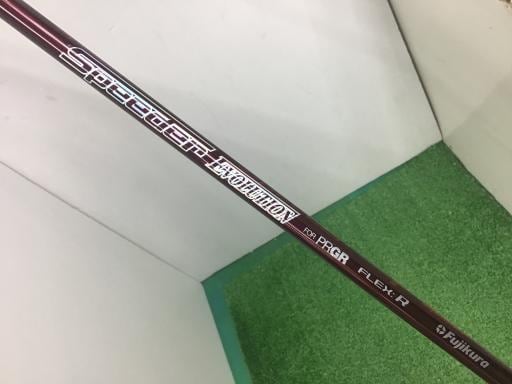 Speeder EVOLUTION FOR PRGR FLEX:R Fujikura